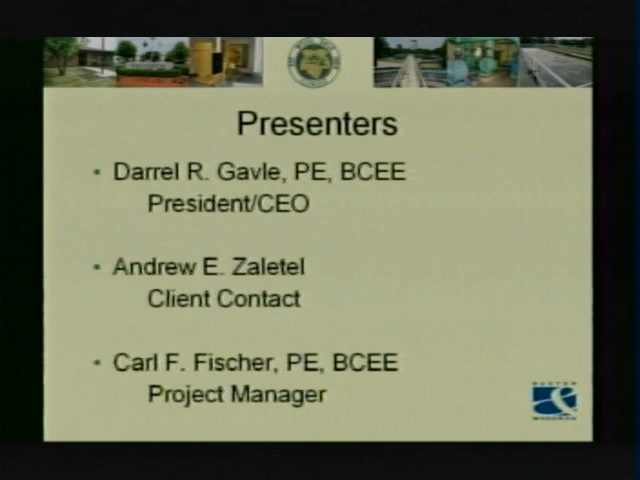 Presenters
• Darrel R. Gavle, PE, BCEE
President/CEO
• Andrew E. Zaletel
Client Contact
• Carl F. Fischer, PE, BCEE
Project Manager